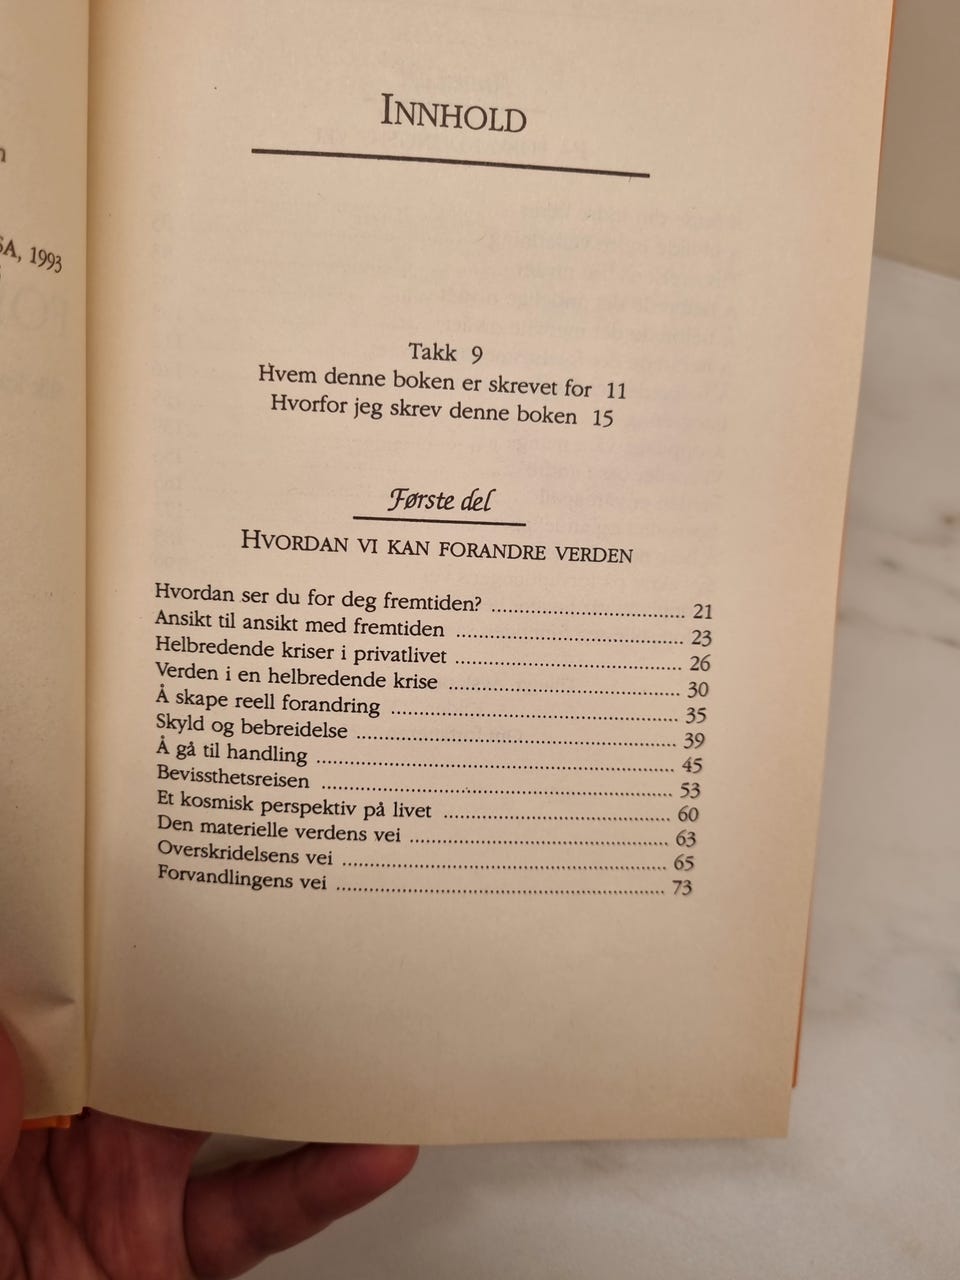 SA, 1993
INNHOLD
Takk 9
Hvem denne boken er skrevet for 11
Hvorfor jeg skrev denne boken 15
Første del
HVORDAN VI KAN FORANDRE VERDEN
Hvordan ser du for deg fremtiden? 21
Ansikt til ansikt med fremtiden 23
Helbredende kriser i privatlivet 26
Verden i en helbredende krise 30
Å skape reell forandring 35
Skyld og bebreidelse 39
Å gå til handling 45
Bevissthetsreisen 53
Et kosmisk perspektiv på livet 60
Den materielle verdens vei 63
Overskridelsens vei 65
Forvandlingens vei 73